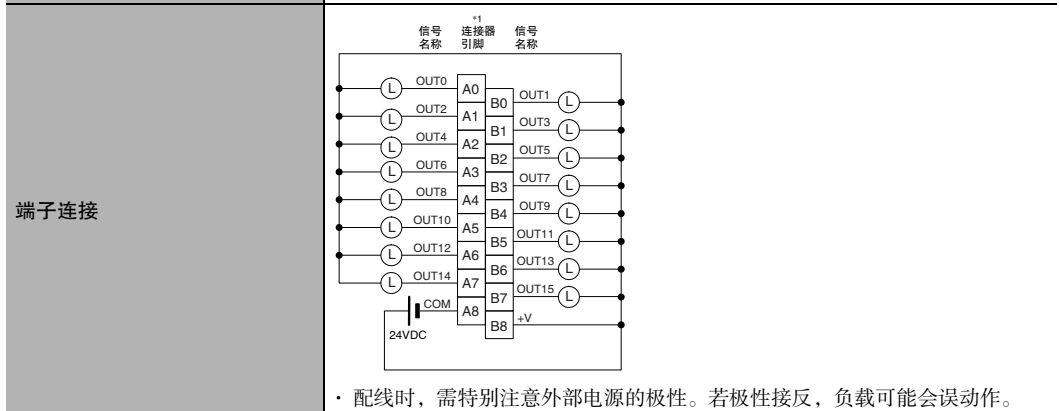 端子连接
*1
信号 连接器 信号
名称 引脚 名称
L OUT0 A0
B0 OUT1 L
L OUT2 A1
B1 OUT3 L
L OUT4 A2
B2 OUT5 L
L OUT6 A3
B3 OUT7 L
L OUT8 A4
B4 OUT9 L
L OUT10 A5
B5 OUT11 L
L OUT12 A6
B6 OUT13 L
L OUT14 A7
B7 OUT15 L
COM A8
B8 +V
24VDC
・ 配线时，需特别注意外部电源的极性。若极性接反，负载可能会误动作。